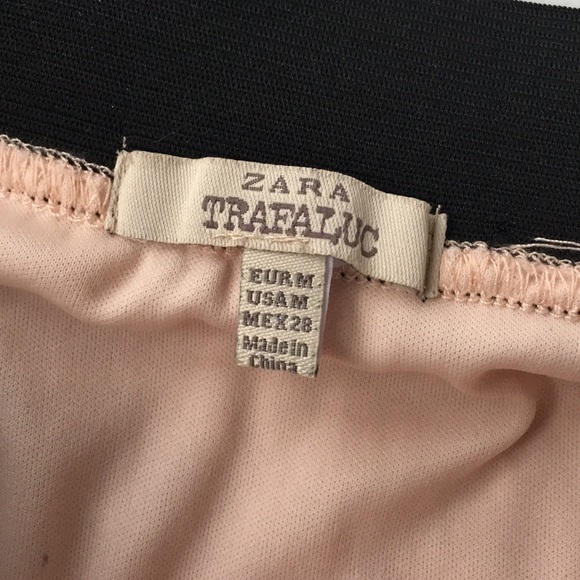 ZARA
TRAFALUC
EUR M
USA M
MEX 28
Made in
China